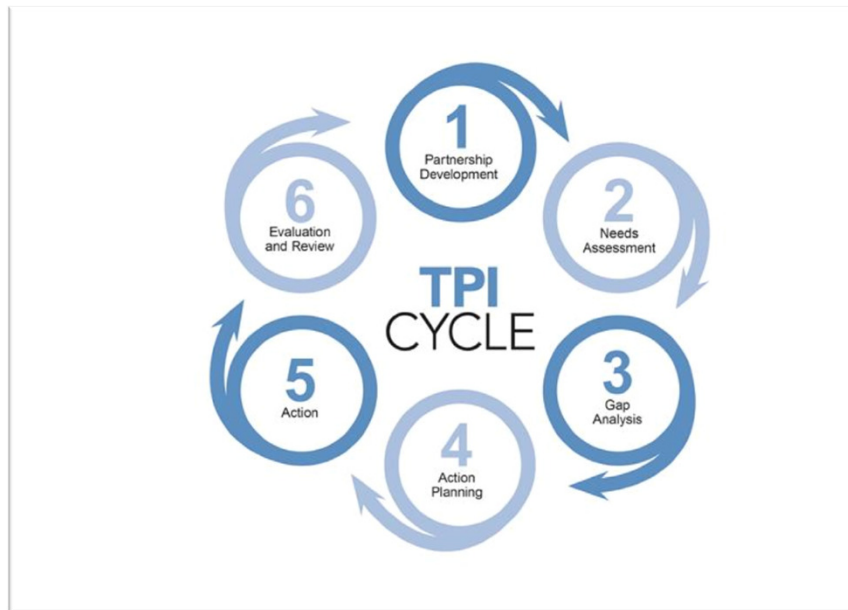 1
Partnership
Development
2
Needs
Assessment
3
Gap
Analysis
4
Action
Planning
5
Action
6
Evaluation
and Review
TPI
CYCLE